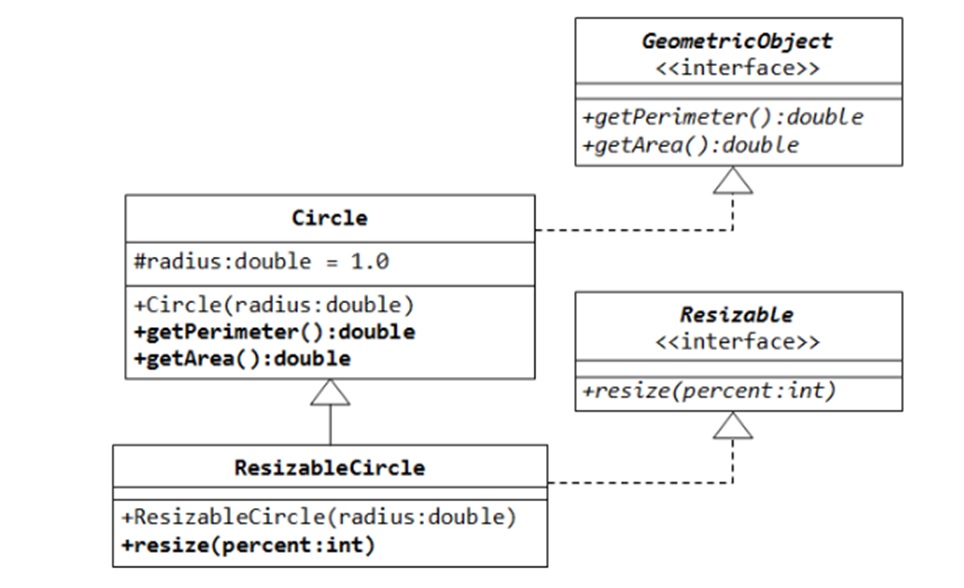 GeometricObject
<<interface>>
+getPerimeter():double
+getArea():double
Circle
#radius:double = 1.0
+Circle(radius:double)
+getPerimeter():double
+getArea():double
Resizable
<<interface>>
+resize(percent:int)
ResizableCircle
+ResizableCircle(radius:double)
+resize(percent:int)